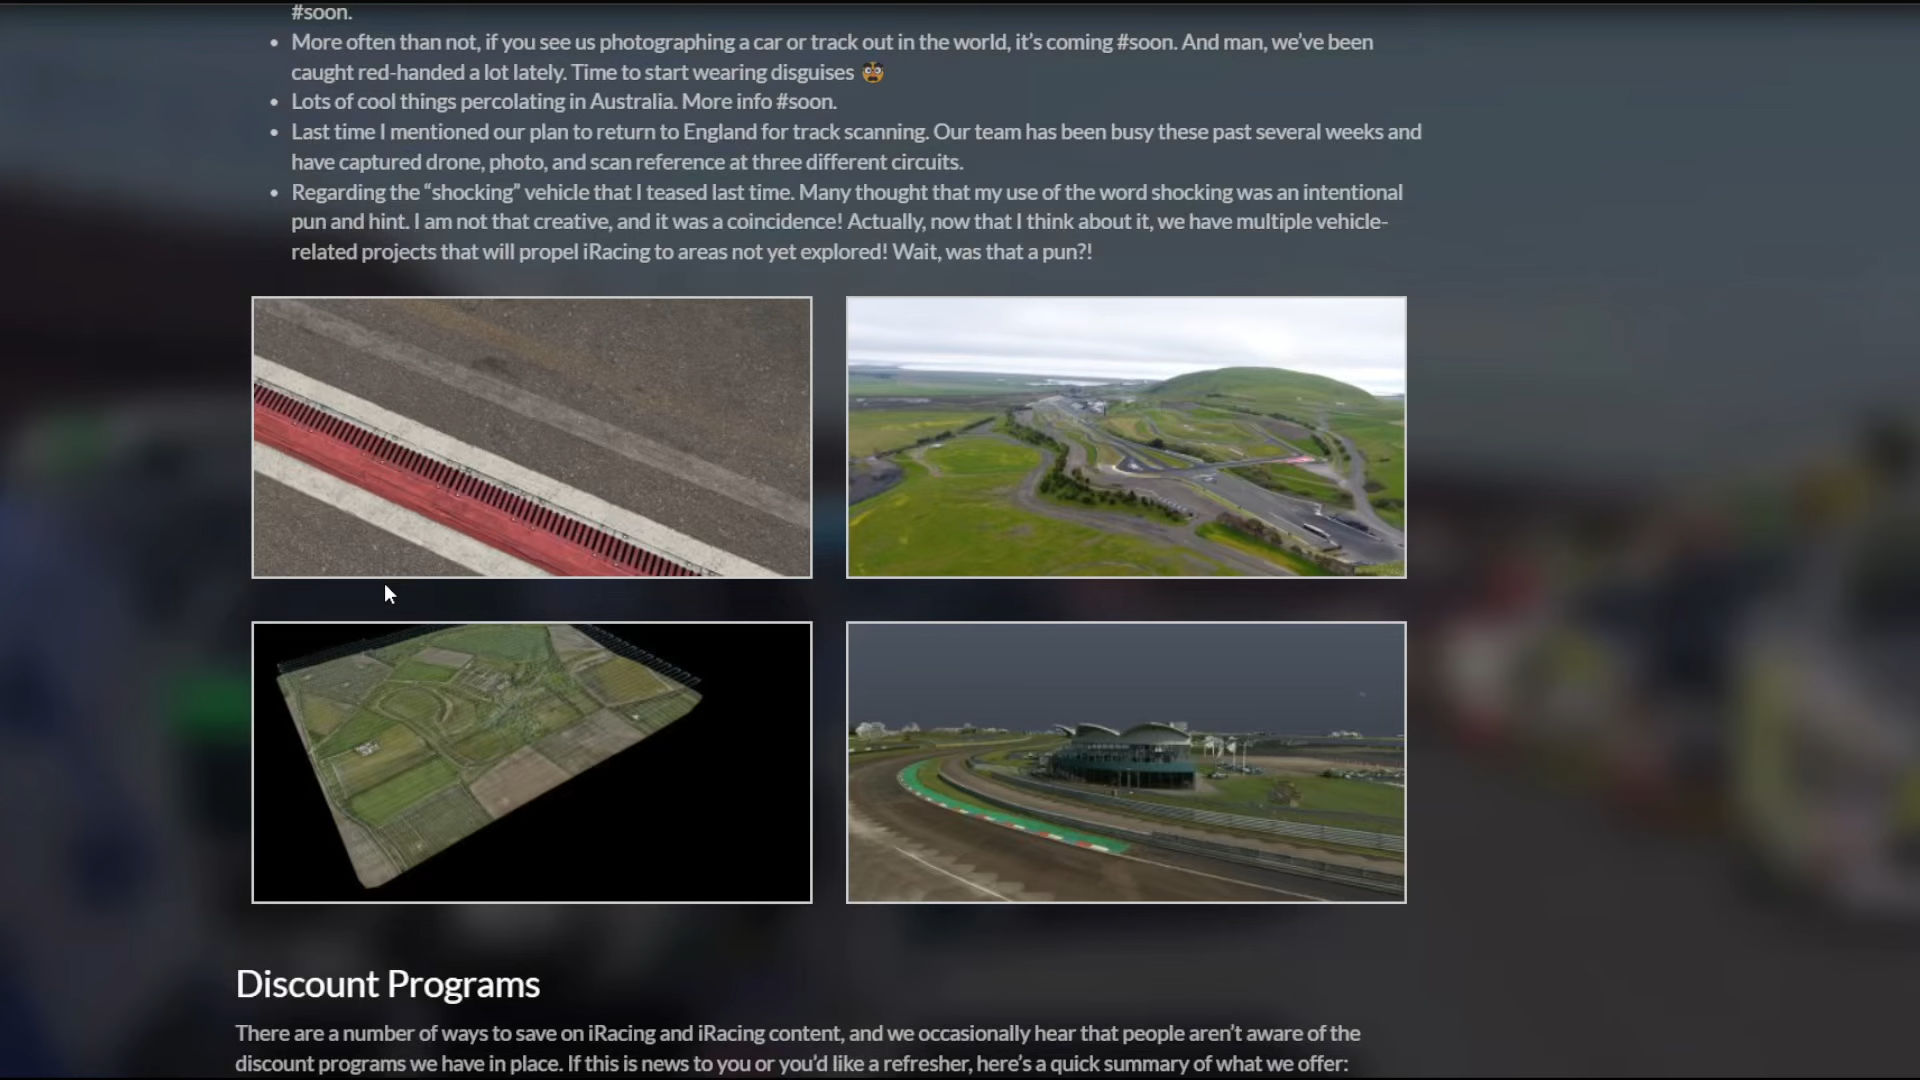 #soon.
More often than not, if you see us photographing a car or track out in the world, it’s coming #soon. And man, we’ve been
caught red-handed a lot lately. Time to start wearing disguises 🥸
Lots of cool things percolating in Australia. More info #soon.
Last time I mentioned our plan to return to England for track scanning. Our team has been busy these past several weeks and
have captured drone, photo, and scan reference at three different circuits.
Regarding the “shocking” vehicle that I teased last time. Many thought that my use of the word shocking was an intentional
pun and hint. I am not that creative, and it was a coincidence! Actually, now that I think about it, we have multiple vehicle-
related projects that will propel iRacing to areas not yet explored! Wait, was that a pun?!
Discount Programs
There are a number of ways to save on iRacing and iRacing content, and we occasionally hear that people aren’t aware of the
discount programs we have in place. If this is news to you or you’d like a refresher, here’s a quick summary of what we offer: